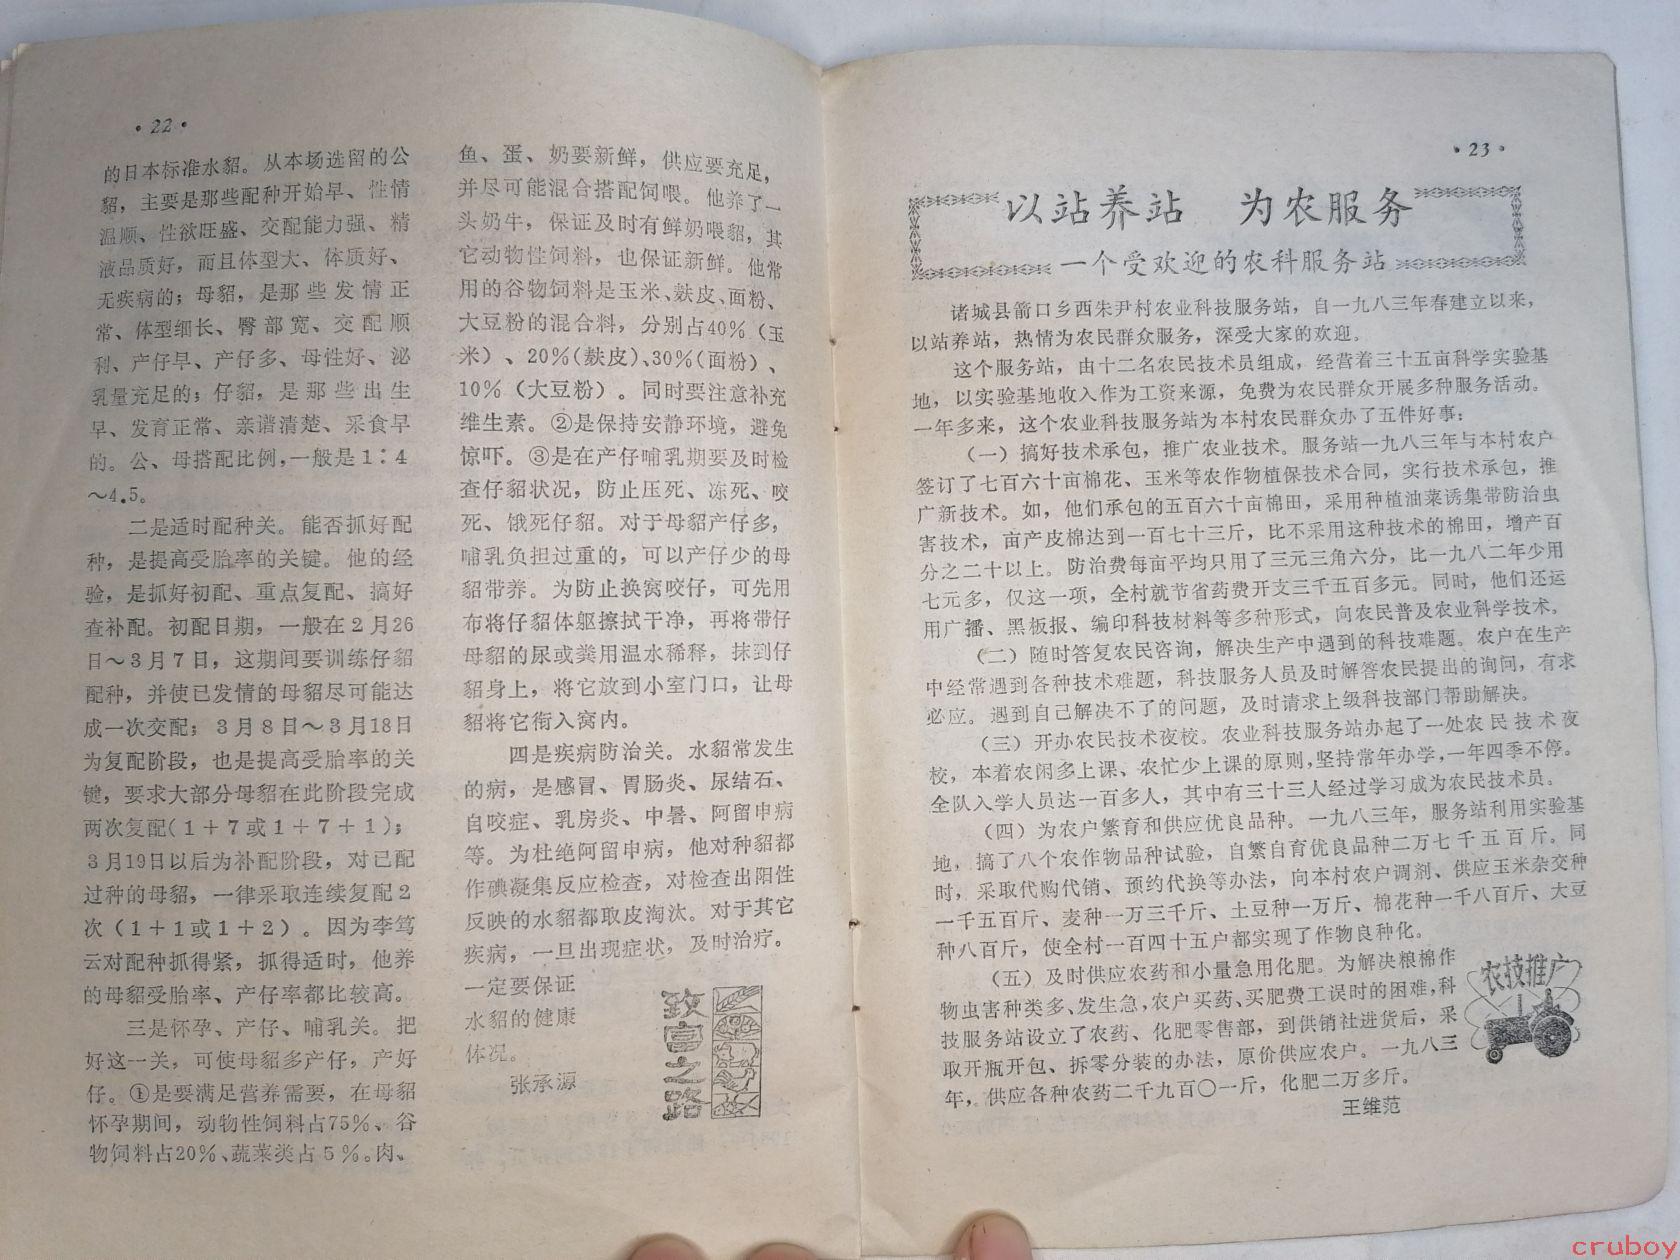 ·22·
的日本标准水貂。从本场选留的公
貂，主要是那些配种开始早、性情
温顺、性欲旺盛、交配能力强、精
液品质好，而且体型大、体质好、
无疾病的；母貂，是那些发情正
常、体型细长、臀部宽、交配顺
利、产仔早、产仔多、母性好、泌
乳量充足的；仔貂，是那些出生
早、发育正常、亲谱清楚、采食早
的。公、母搭配比例，一般是1：4
～4.5。
二是适时配种关。能否抓好配
种，是提高受胎率的关键。他的经
验，是抓好初配、重点复配、搞好
查补配。初配日期，一般在2月26
日～3月7日，这期间要训练仔貂
配种，并使已发情的母貂尽可能达
成一次交配；3月8日～3月18日
为复配阶段，也是提高受胎率的关
键，要求大部分母貂在此阶段完成
两次复配(1＋7或1＋7＋1)；
3月19日以后为补配阶段，对已配
过种的母貂，一律采取连续复配2
次（1＋1或1＋2）。因为李笃
云对配种抓得紧，抓得适时，他养
的母貂受胎率、产仔率都比较高。
三是怀孕、产仔、哺乳关。把
好这一关，可使母貂多产仔，产好
仔。①是要满足营养需要，在母貂
怀孕期间，动物性饲料占75％、谷
物饲料占20％、蔬菜类占5％。肉、
鱼、蛋、奶要新鲜，供应要充足，
并尽可能混合搭配饲喂。他养了一
头奶牛，保证及时有鲜奶喂貂，其
它动物性饲料，也保证新鲜。他常
用的谷物饲料是玉米、麸皮、面粉、
大豆粉的混合料，分别占40％（玉
米）、20％(麸皮)、30％(面粉)、
10％（大豆粉）。同时要注意补充
维生素。②是保持安静环境，避免
惊吓。③是在产仔哺乳期要及时检
查仔貂状况，防止压死、冻死、咬
死、饿死仔貂。对于母貂产仔多，
哺乳负担过重的，可以产仔少的母
貂带养。为防止换窝咬仔，可先用
布将仔貂体躯擦拭干净，再将带仔
母貂的尿或粪用温水稀释，抹到仔
貂身上，将它放到小室门口，让母
貂将它衔入窝内。
四是疾病防治关。水貂常发生
的病，是感冒、胃肠炎、尿结石、
自咬症、乳房炎、中暑、阿留申病
等。为杜绝阿留申病，他对种貂都
作碘凝集反应检查，对检查出阳性
反映的水貂都取皮淘汰。对于其它
疾病，一旦出现症状，及时治疗。
一定要保证
水貂的健康
体况。
张承源
致富之路
·23·
以站养站　为农服务
一个受欢迎的农科服务站
诸城县箭口乡西朱尹村农业科技服务站，自一九八三年春建立以来，
以站养站，热情为农民群众服务，深受大家的欢迎。
这个服务站，由十二名农民技术员组成，经营着三十五亩科学实验基
地，以实验基地收入作为工资来源，免费为农民群众开展多种服务活动。
一年多来，这个农业科技服务站为本村农民群众办了五件好事：
（一）搞好技术承包，推广农业技术。服务站一九八三年与本村农户
签订了七百六十亩棉花、玉米等农作物植保技术合同，实行技术承包，推
广新技术。如，他们承包的五百六十亩棉田，采用种植油菜诱集带防治虫
害技术，亩产皮棉达到一百七十三斤，比不采用这种技术的棉田，增产百
分之二十以上。防治费每亩平均只用了三元三角六分，比一九八二年少用
七元多，仅这一项，全村就节省药费开支三千五百多元。同时，他们还运
用广播、黑板报、编印科技材料等多种形式，向农民普及农业科学技术。
（二）随时答复农民咨询，解决生产中遇到的科技难题。农户在生产
中经常遇到各种技术难题，科技服务人员及时解答农民提出的询问，有求
必应。遇到自己解决不了的问题，及时请求上级科技部门帮助解决。
（三）开办农民技术夜校。农业科技服务站办起了一处农民技术夜
校，本着农闲多上课、农忙少上课的原则，坚持常年办学，一年四季不停。
全队入学人员达一百多人，其中有三十三人经过学习成为农民技术员。
（四）为农户繁育和供应优良品种。一九八三年，服务站利用实验基
地，搞了八个农作物品种试验，自繁自育优良品种二万七千五百斤。同
时，采取代购代销、预约代换等办法，向本村农户调剂、供应玉米杂交种
一千五百斤、麦种一万三千斤、土豆种一万斤、棉花种一千八百斤、大豆
种八百斤，使全村一百四十五户都实现了作物良种化。
（五）及时供应农药和小量急用化肥。为解决粮棉作
物虫害种类多、发生急，农户买药、买肥费工误时的困难，科
技服务站设立了农药、化肥零售部，到供销社进货后，采
取开瓶开包、拆零分装的办法，原价供应农户。一九八三
年，供应各种农药二千九百〇一斤，化肥二万多斤。
王维范
农技推广
cruboy